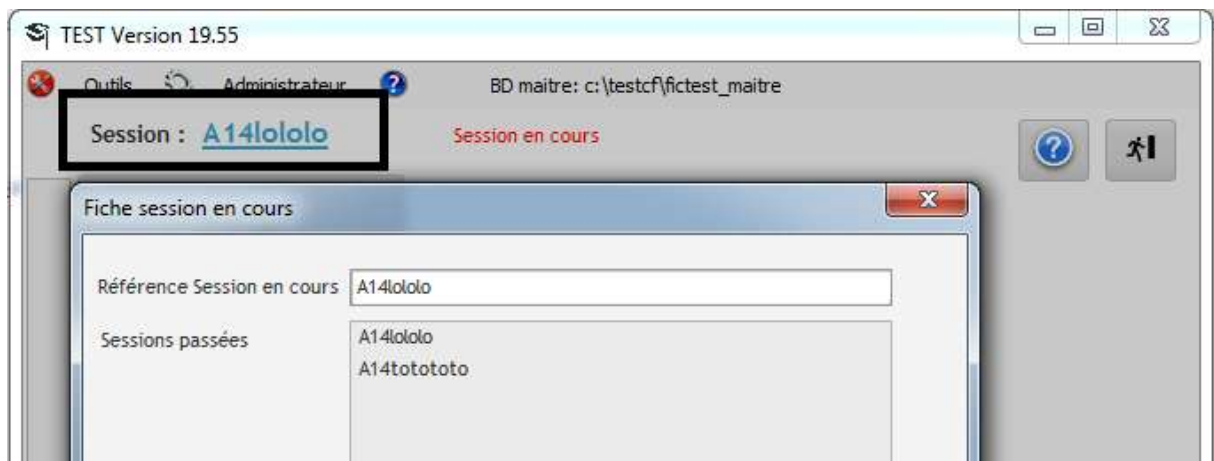 TEST Version 19.55
Outils Administrateur BD maitre: c:\testcf\fictest_maitre
Session : A14lololo Session en cours
Fiche session en cours
Référence Session en cours A14lololo
Sessions passées A14lololo
A14totototo